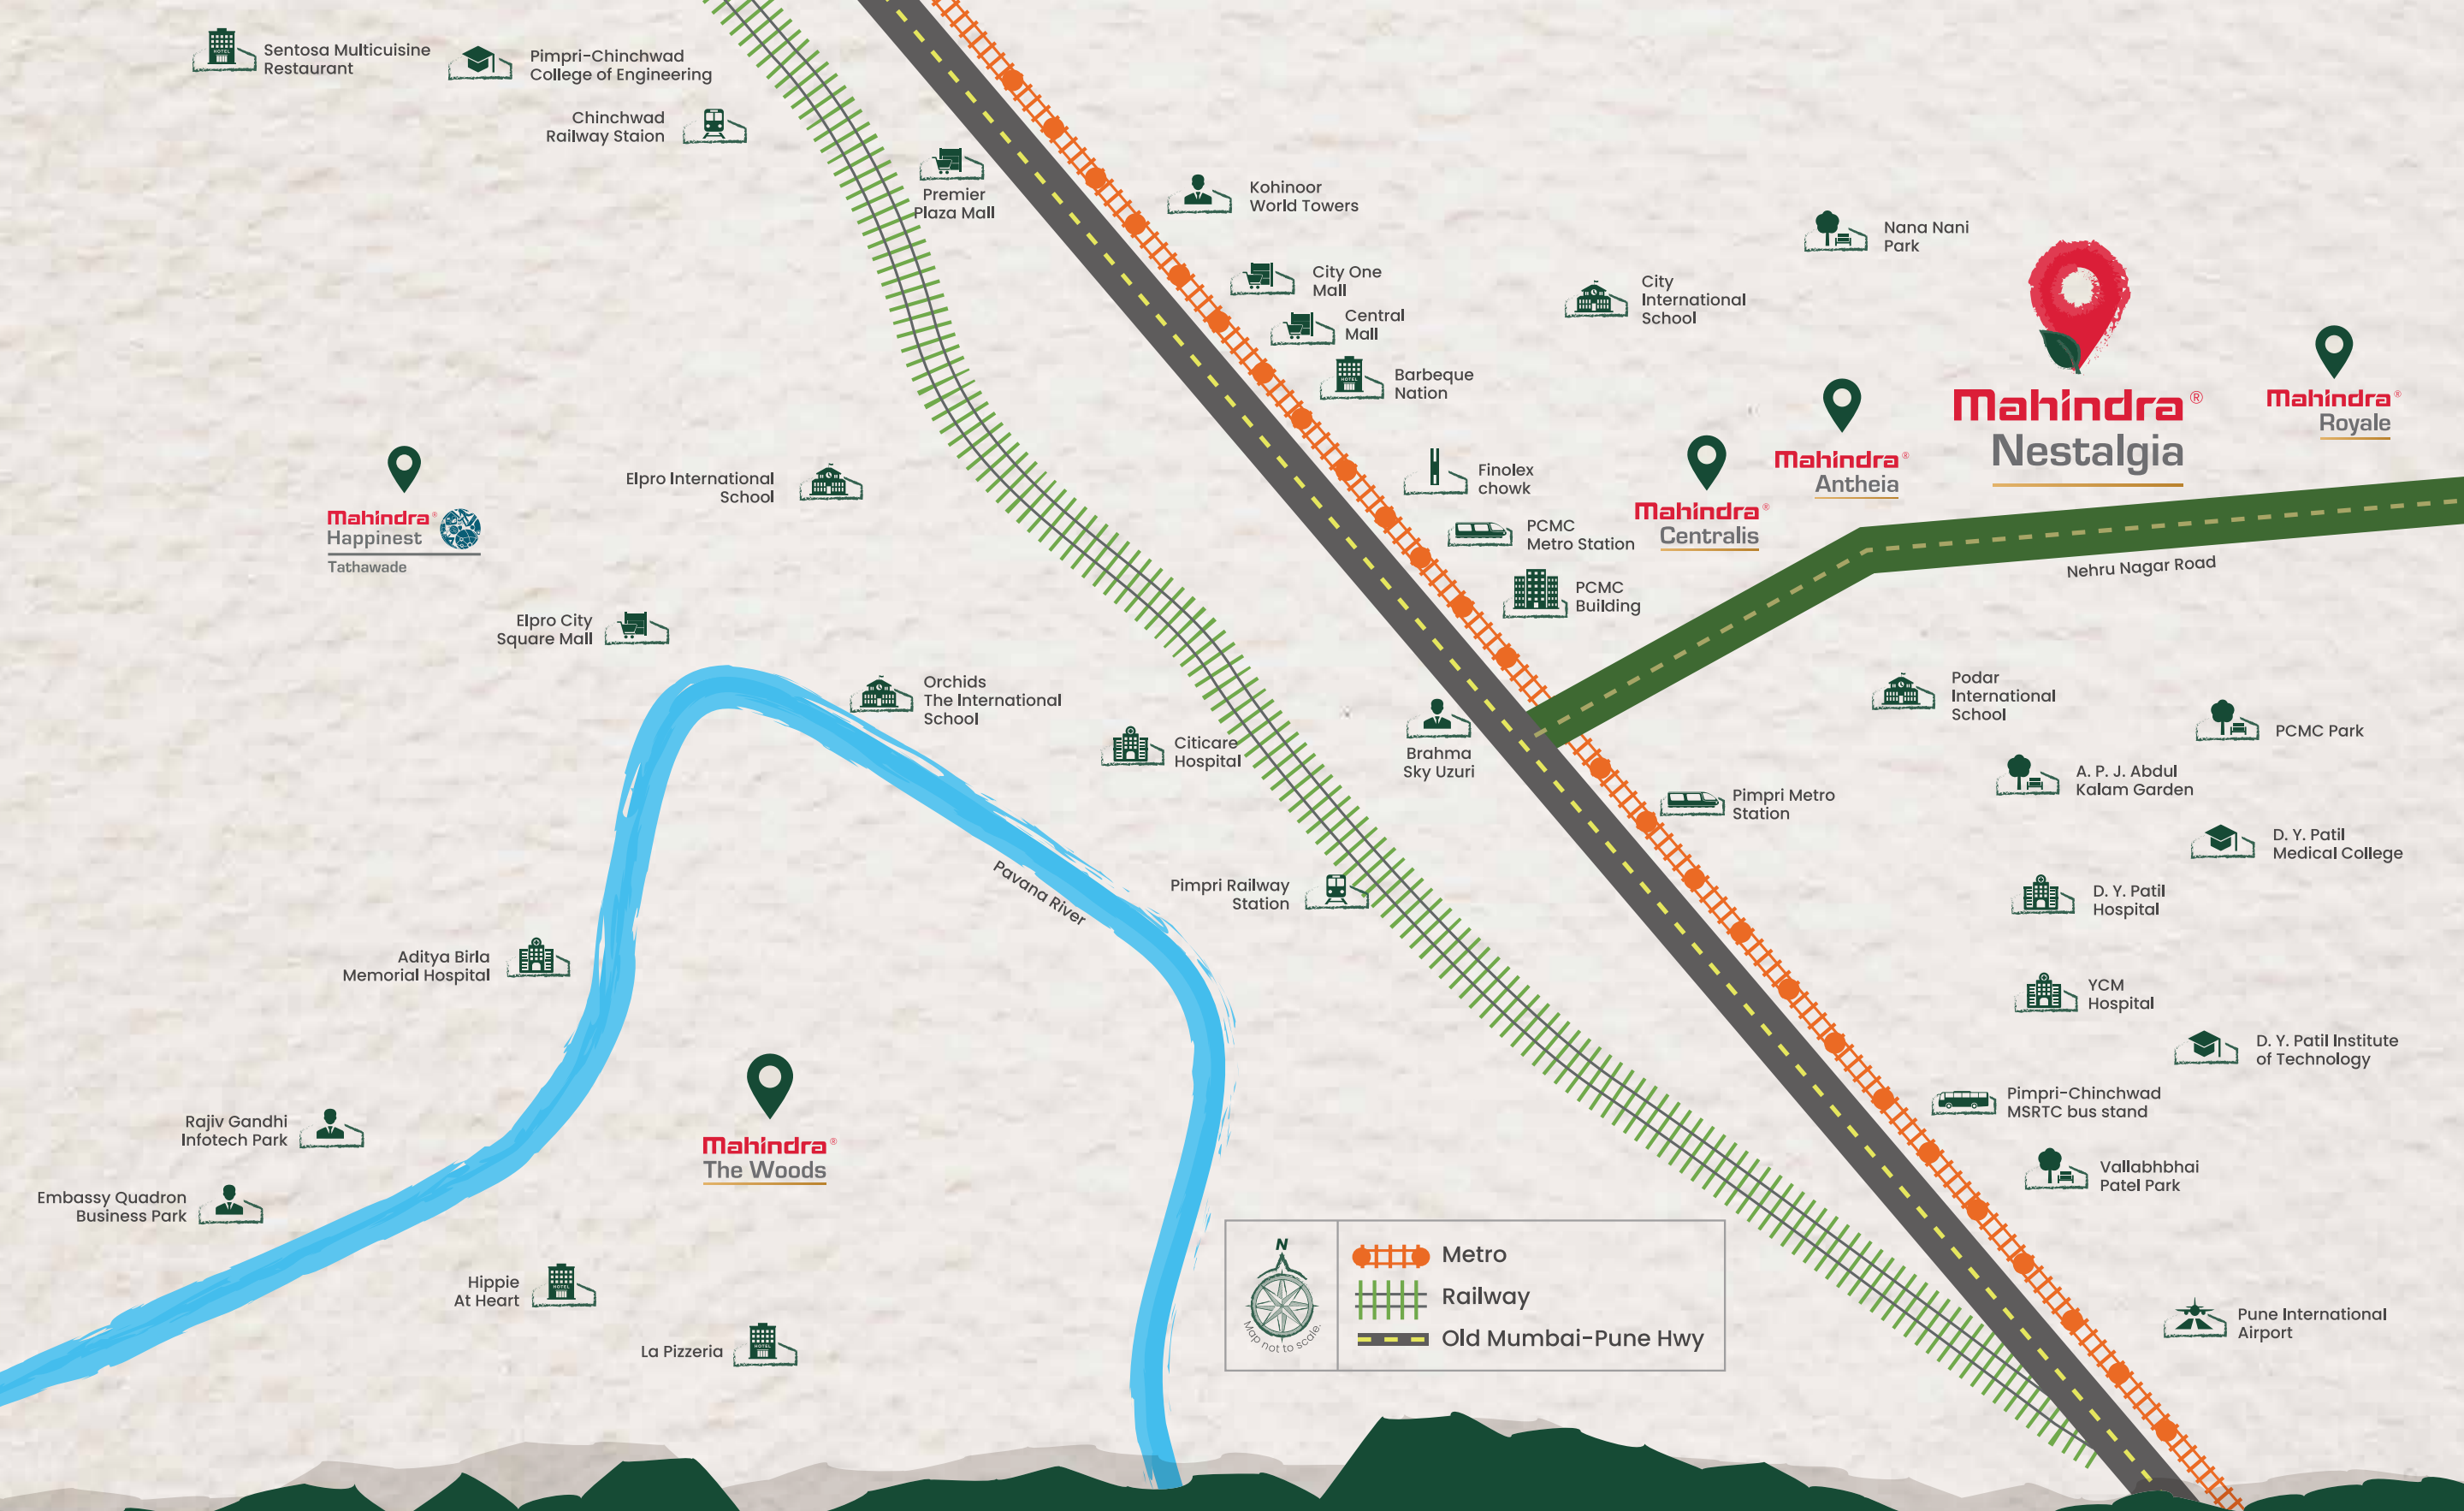 Sentosa Multicuisine
Restaurant
Pimpri-Chinchwad
College of Engineering
Chinchwad
Railway Staion
Premier
Plaza Mall
Kohinoor
World Towers
City One
Mall
Central
Mall
Barbeque
Nation
City
International
School
Nana Nani
Park
Mahindra®
Nestalgia
Mahindra®
Royale
Mahindra®
Antheia
Mahindra®
Centralis
Finolex
chowk
PCMC
Metro Station
PCMC
Building
Nehru Nagar Road
Elpro International
School
Mahindra®
Happinest
Tathawade
Elpro City
Square Mall
Orchids
The International
School
Citicare
Hospital
Brahma
Sky Uzuri
Podar
International
School
PCMC Park
A. P. J. Abdul
Kalam Garden
Pimpri Metro
Station
D. Y. Patil
Medical College
D. Y. Patil
Hospital
Pimpri Railway
Station
Pavana River
Aditya Birla
Memorial Hospital
YCM
Hospital
D. Y. Patil Institute
of Technology
Pimpri-Chinchwad
MSRTC bus stand
Vallabhbhai
Patel Park
Rajiv Gandhi
Infotech Park
Mahindra®
The Woods
Embassy Quadron
Business Park
Hippie
At Heart
La Pizzeria
HOTEL
HOTEL
HOTEL
HOTEL
N
Map not to scale.
Metro
Railway
Old Mumbai-Pune Hwy
Pune International
Airport